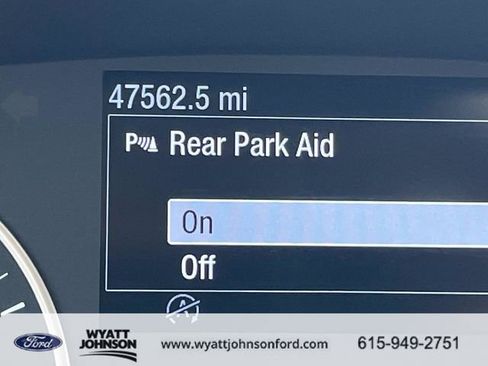 47562.5 mi
P Rear Park Aid
On
Off
A
Ford
WYATT
JOHNSON
www.wyattjohnsonford.com
615-949-2751